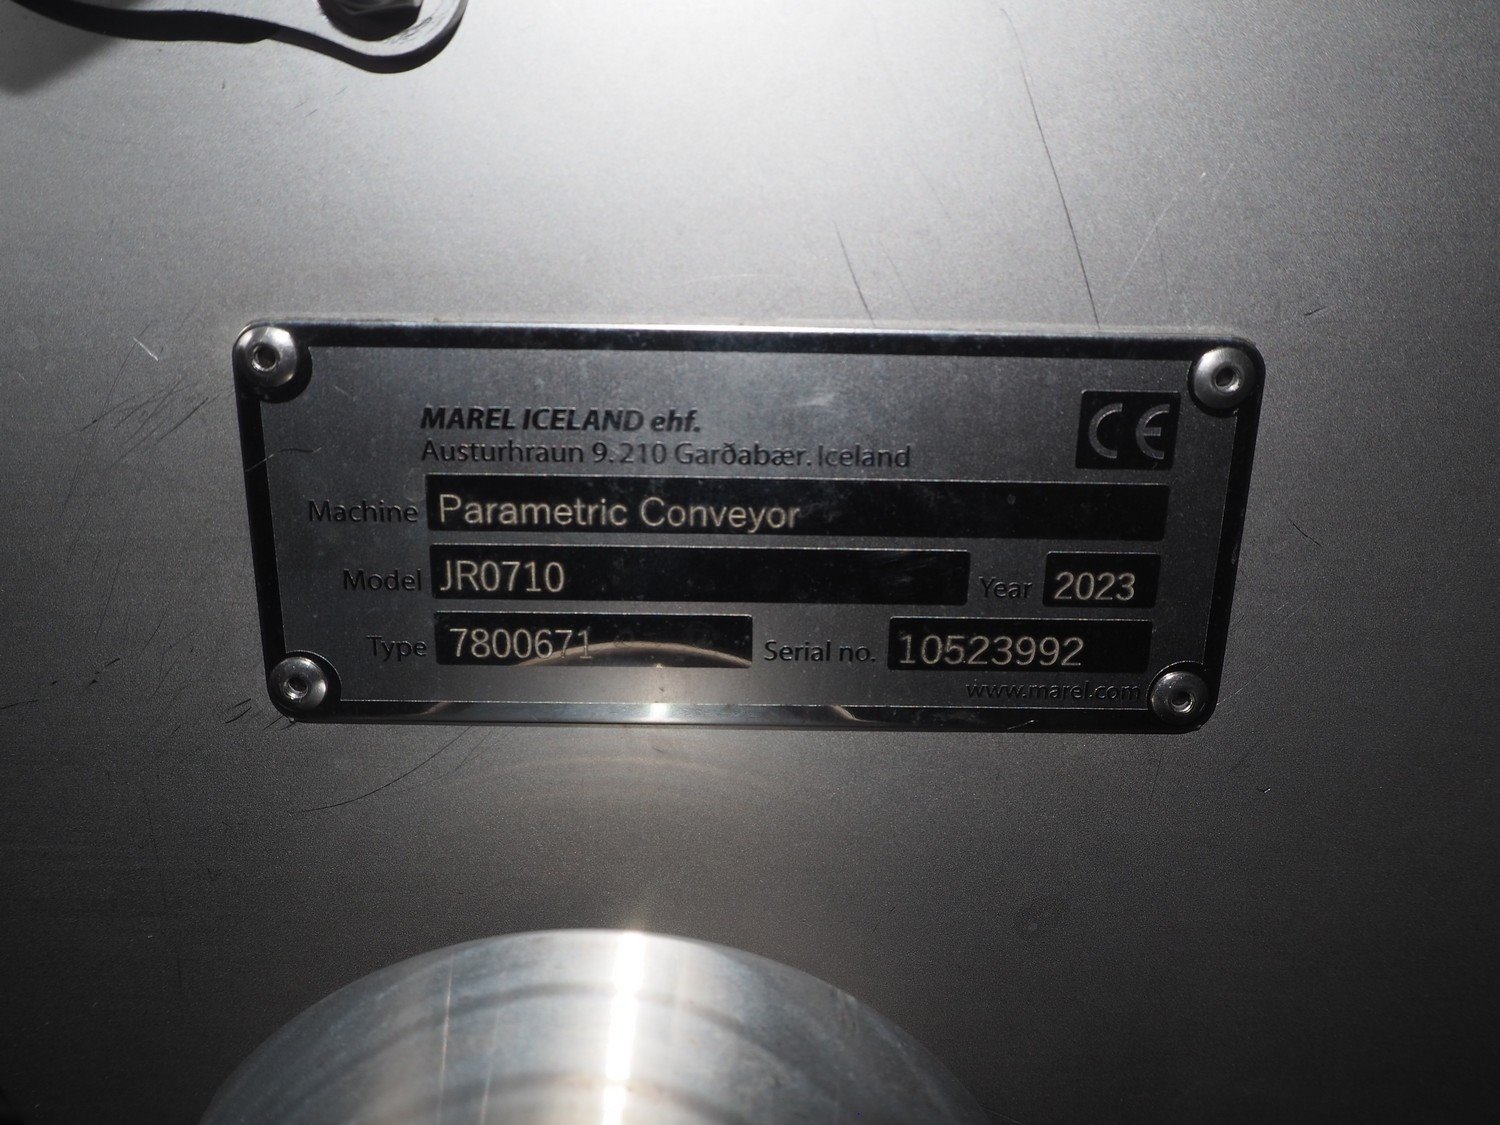 MAREL ICELAND ehf.
Austurhraun 9. 210 Garðabær. Iceland
CE
Machine Parametric Conveyor
Model JR0710 Year 2023
Type 7800671 Serial no. 10523992
www.marel.com